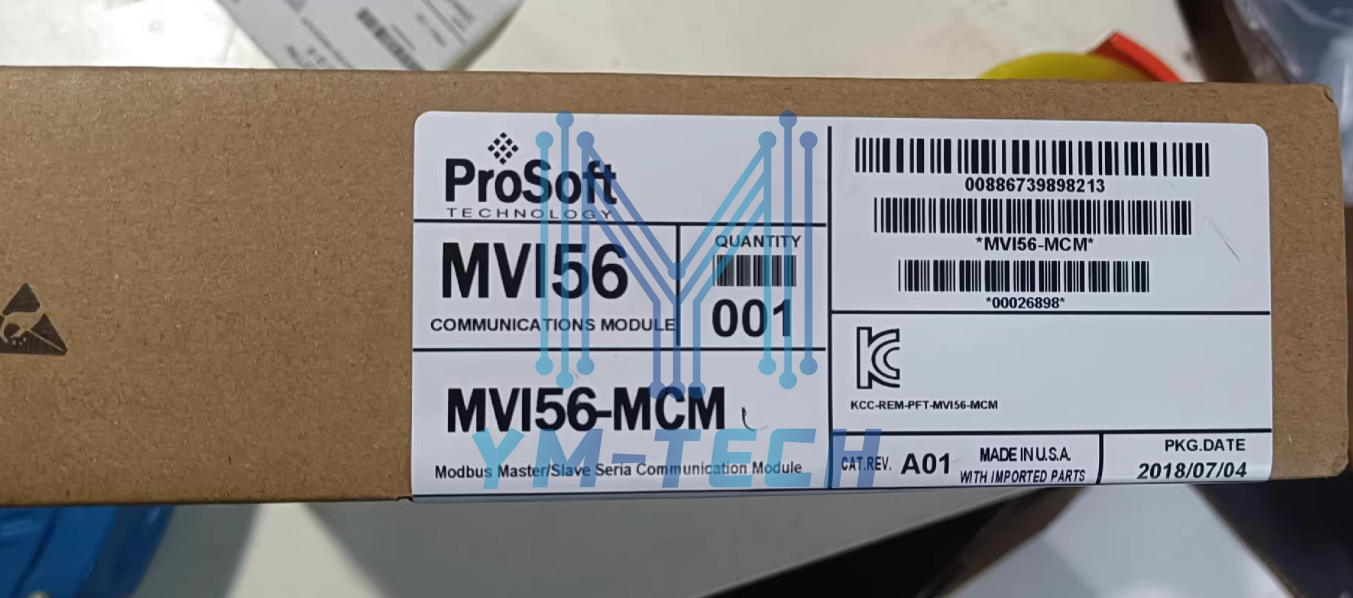 ProSoft
TECHNOLOGY
MVI56
COMMUNICATIONS MODULE
QUANTITY
001
MVI56-MCM
Modbus Master/Slave Seria Communication Module
00886739898213
*MVI56-MCM*
*00026898*
KCC-REM-PFT-MVI56-MCM
CAT.REV. A01
MADE IN U.S.A.
WITH IMPORTED PARTS
PKG.DATE
2018/07/04
YM-TECH